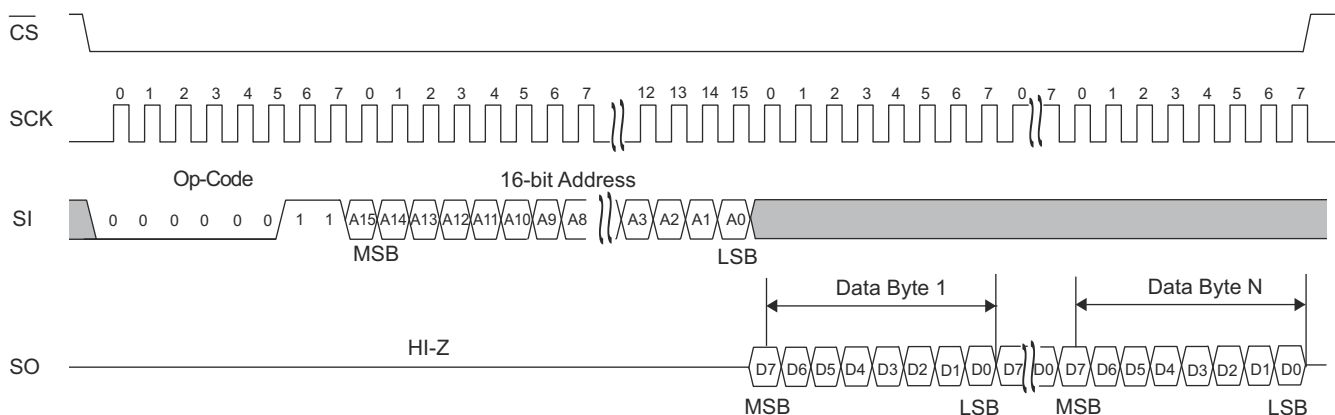 CS
0 1 2 3 4 5 6 7 0 1 2 3 4 5 6 7 12 13 14 15 0 1 2 3 4 5 6 7 0 7 0 1 2 3 4 5 6 7
SCK
Op-Code 16-bit Address
SI 0 0 0 0 0 0 1 1 A15 A14 A13 A12 A11 A10 A9 A8 A3 A2 A1 A0
MSB LSB
Data Byte 1 Data Byte N
HI-Z
SO D7 D6 D5 D4 D3 D2 D1 D0 D7 D0 D7 D6 D5 D4 D3 D2 D1 D0
MSB LSB MSB LSB